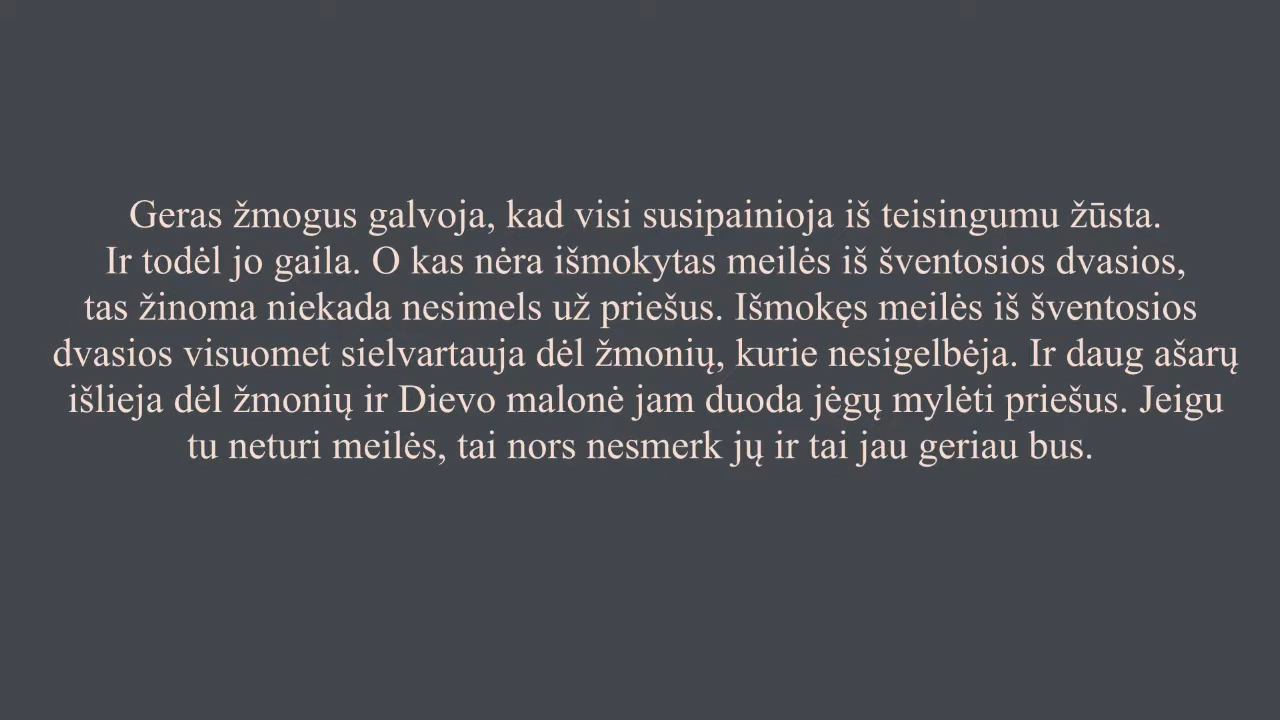 Geras žmogus galvoja, kad visi susipainioja iš teisingumu žūsta.
Ir todėl jo gaila. O kas nėra išmokytas meilės iš šventosios dvasios,
tas žinoma niekada nesimels už priešus. Išmokęs meilės iš šventosios
dvasios visuomet sielvartauja dėl žmonių, kurie nesigelbėja. Ir daug ašarų
išlieja dėl žmonių ir Dievo malonė jam duoda jėgų mylėti priešus. Jeigu
tu neturi meilės, tai nors nesmerk jų ir tai jau geriau bus.